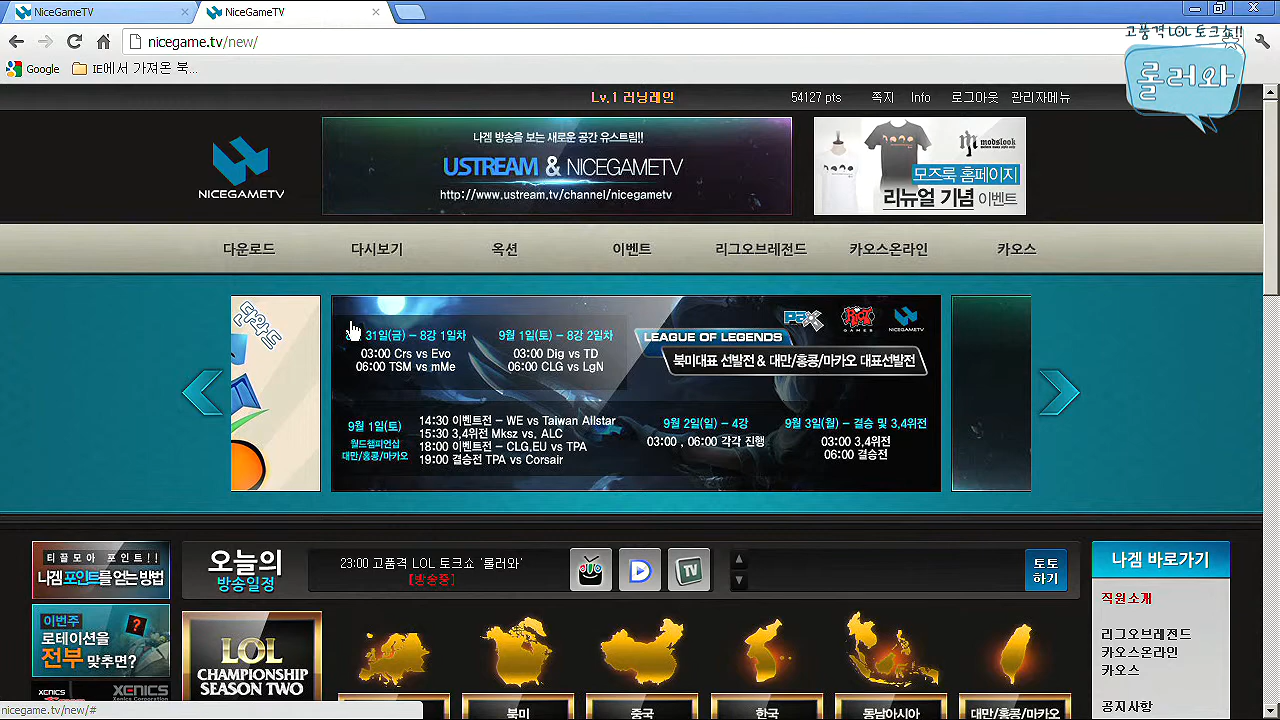 NiceGameTV
NiceGameTV
nicegame.tv/new/
Google
IE에서 가져온 북...
고품격 LOL 토크쇼!!
롤러와
Lv.1 러닝레인
54127 pts
쪽지
Info
로그아웃
관리자메뉴
NICEGAMETV
나겜 방송을 보는 새로운 공간 유스트림!!
USTREAM & NICEGAMETV
http://www.ustream.tv/channel/nicegametv
modslook
모즈룩 홈페이지
리뉴얼 기념 이벤트
다운로드
다시보기
옥션
이벤트
리그오브레전드
카오스온라인
카오스
31일(금) - 8강 1일차
03:00 Crs vs Evo
06:00 TSM vs mMe
9월 1일(토) - 8강 2일차
03:00 Dig vs TD
06:00 CLG vs LgN
RIOT GAMES
NICEGAMETV
LEAGUE OF LEGENDS
북미대표 선발전 & 대만/홍콩/마카오 대표선발전
9월 1일(토)
월드챔피언십
대만/홍콩/마카오
14:30 이벤트전 - WE vs Taiwan Allstar
15:30 3,4위전 Mksz vs. ALC
18:00 이벤트전 - CLG.EU vs TPA
19:00 결승전 TPA vs Corsair
9월 2일(일) - 4강
03:00 , 06:00 각각 진행
9월 3일(월) - 결승 및 3,4위전
03:00 3,4위전
06:00 결승전
티끌모아 포인트!!
나겜 포인트를 얻는 방법
이번주
로테이션을
전부 맞추면?
XENICS
XENICS
Xenics Corporation
오늘의
방송일정
23:00 고품격 LOL 토크쇼 '롤러와'
[방송중]
TV
토토
하기
LOL
CHAMPIONSHIP
SEASON TWO
북미
중국
한국
동남아시아
대만/홍콩/마카오
나겜 바로가기
직원소개
리그오브레전드
카오스온라인
카오스
공지사항
nicegame.tv/new/#